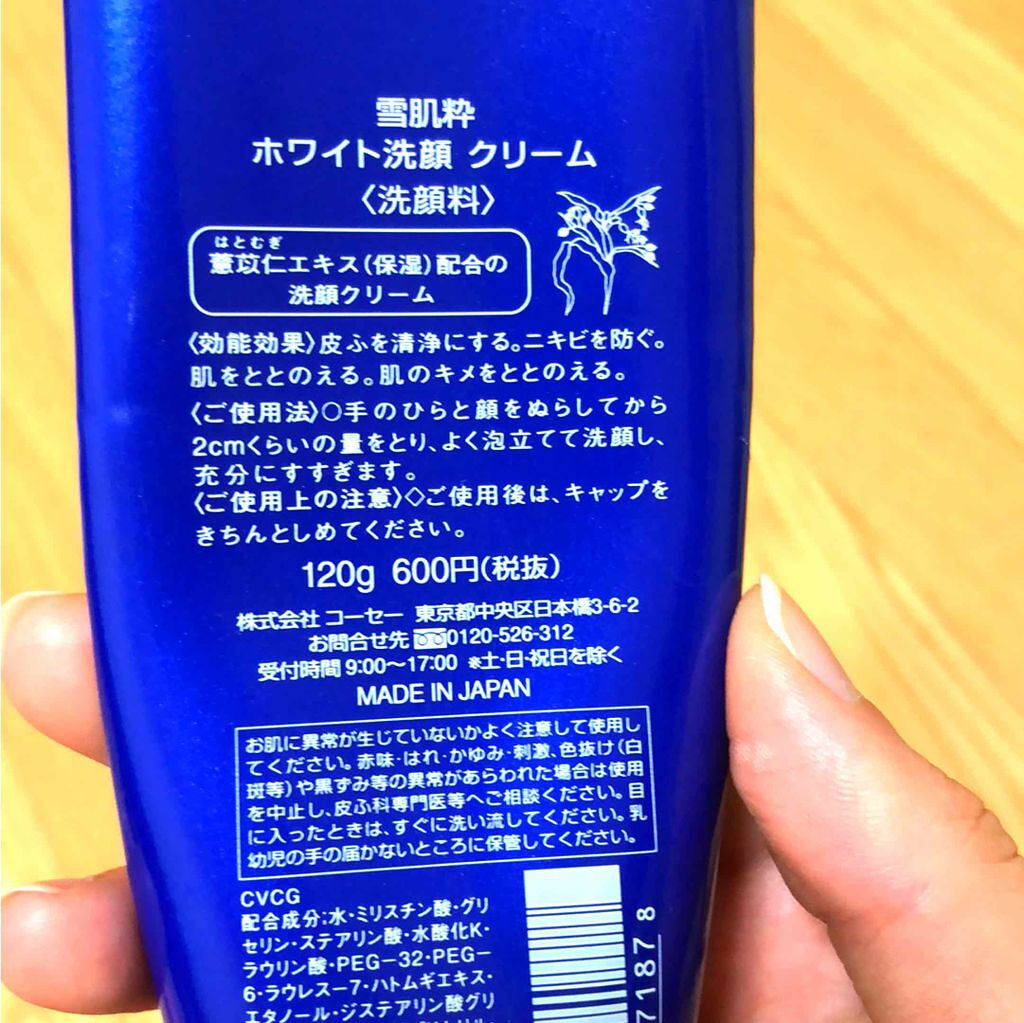 雪肌粋
ホワイト洗顔 クリーム
〈洗顔料〉
はとむぎ
薏苡仁エキス(保湿)配合の
洗顔クリーム
〈効能効果〉皮ふを清浄にする。ニキビを防ぐ。
肌をととのえる。肌のキメをととのえる。
〈ご使用法〉○手のひらと顔をぬらしてから
2cmくらいの量をとり、よく泡立てて洗顔し、
充分にすすぎます。
〈ご使用上の注意〉◇ご使用後は、キャップを
きちんとしめてください。
120g 600円(税抜)
株式会社 コーセー 東京都中央区日本橋3-6-2
お問合せ先 0120-526-312
受付時間 9:00〜17:00 ※土・日・祝日を除く
MADE IN JAPAN
お肌に異常が生じていないかよく注意して使用し
てください。赤味・はれ・かゆみ・刺激、色抜け(白
斑等)や黒ずみ等の異常があらわれた場合は使用
を中止し、皮ふ科専門医等へご相談ください。目
に入ったときは、すぐに洗い流してください。乳
幼児の手の届かないところに保管してください。
CVCG
配合成分;水・ミリスチン酸・グリ
セリン・ステアリン酸・水酸化K・
ラウリン酸・PEG-32・PEG-
6・ラウレス-7・ハトムギエキス・
エタノール・ジステアリン酸グリ
71878